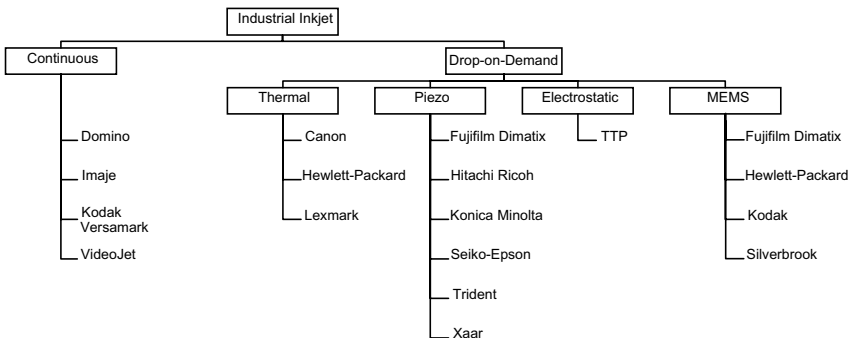 Industrial Inkjet
Continuous
Drop-on-Demand
Thermal
Piezo
Electrostatic
MEMS
Domino
Imaje
Kodak
Versamark
VideoJet
Canon
Hewlett-Packard
Lexmark
Fujifilm Dimatix
Hitachi Ricoh
Konica Minolta
Seiko-Epson
Trident
Xaar
TTP
Fujifilm Dimatix
Hewlett-Packard
Kodak
Silverbrook